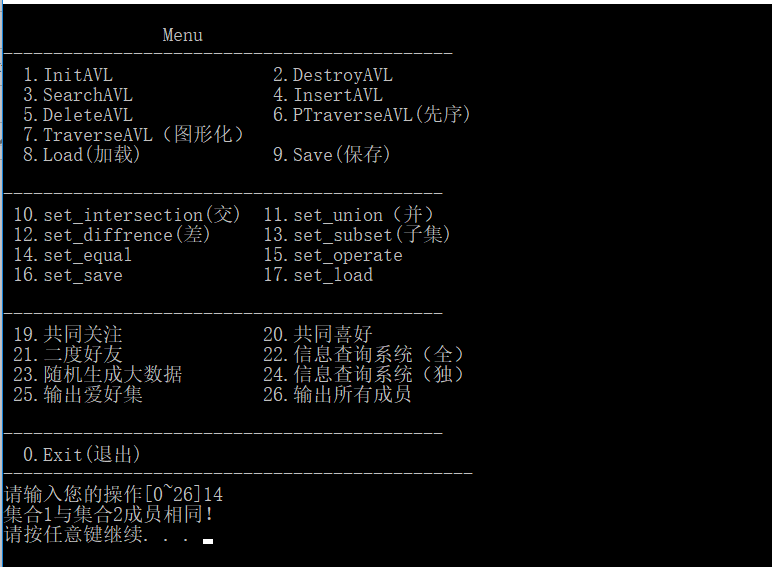 Menu
--------------------------------------------
1.InitAVL 2.DestroyAVL
3.SearchAVL 4.InsertAVL
5.DeleteAVL 6.PTraverseAVL(先序)
7.TraverseAVL（图形化）
8.Load(加载) 9.Save(保存)
--------------------------------------------
10.set_intersection(交) 11.set_union（并）
12.set_diffrence(差) 13.set_subset(子集)
14.set_equal 15.set_operate
16.set_save 17.set_load
--------------------------------------------
19.共同关注 20.共同喜好
21.二度好友 22.信息查询系统（全）
23.随机生成大数据 24.信息查询系统（独）
25.输出爱好集 26.输出所有成员
--------------------------------------------
0.Exit(退出)
-----------------------------------------------
请输入您的操作[0~26]14
集合1与集合2成员相同!
请按任意键继续. . .